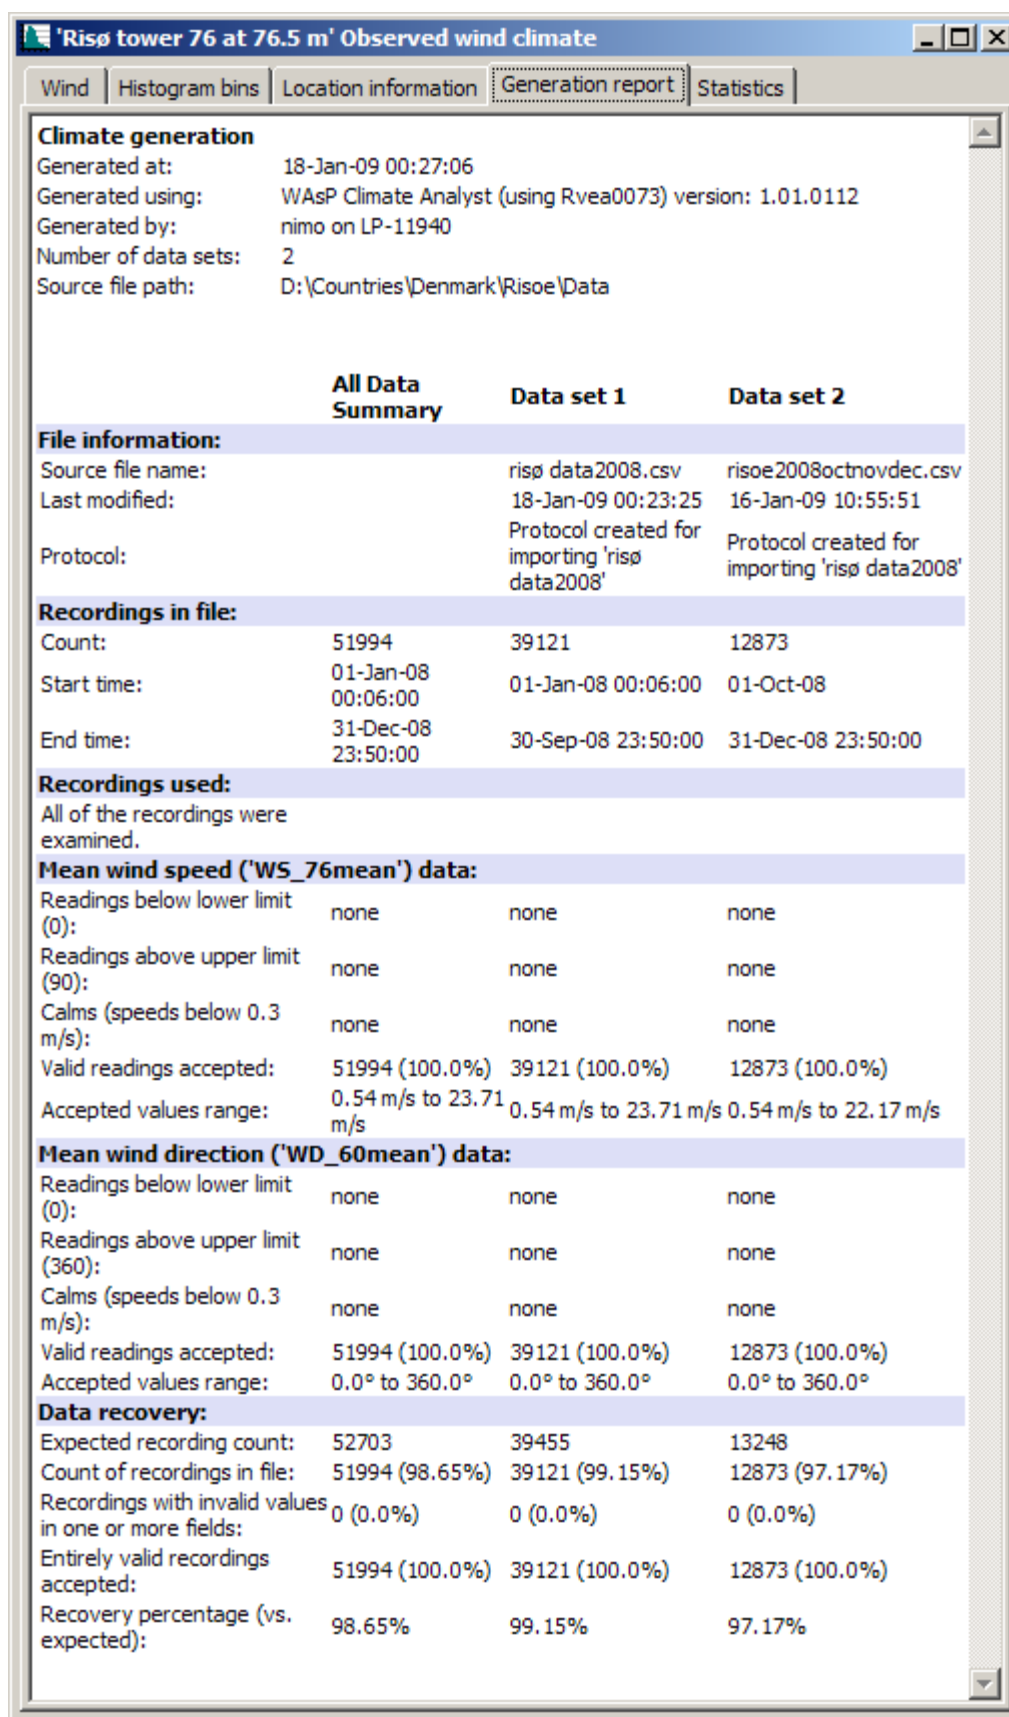 'Risø tower 76 at 76.5 m' Observed wind climate
Wind Histogram bins Location information Generation report Statistics
Climate generation
Generated at: 18-Jan-09 00:27:06
Generated using: WAsP Climate Analyst (using Rvea0073) version: 1.01.0112
Generated by: nimo on LP-11940
Number of data sets: 2
Source file path: D:\Countries\Denmark\Risoe\Data
All Data
Summary Data set 1 Data set 2
File information:
Source file name: risø data2008.csv risoe2008octnovdec.csv
Last modified: 18-Jan-09 00:23:25 16-Jan-09 10:55:51
Protocol: Protocol created for
importing 'risø
data2008' Protocol created for
importing 'risø data2008'
Recordings in file:
Count: 51994 39121 12873
Start time: 01-Jan-08
00:06:00 01-Jan-08 00:06:00 01-Oct-08
End time: 31-Dec-08
23:50:00 30-Sep-08 23:50:00 31-Dec-08 23:50:00
Recordings used:
All of the recordings were
examined.
Mean wind speed ('WS_76mean') data:
Readings below lower limit
(0): none none none
Readings above upper limit
(90): none none none
Calms (speeds below 0.3
m/s): none none none
Valid readings accepted: 51994 (100.0%) 39121 (100.0%) 12873 (100.0%)
Accepted values range: 0.54 m/s to 23.71
m/s 0.54 m/s to 23.71 m/s 0.54 m/s to 22.17 m/s
Mean wind direction ('WD_60mean') data:
Readings below lower limit
(0): none none none
Readings above upper limit
(360): none none none
Calms (speeds below 0.3
m/s): none none none
Valid readings accepted: 51994 (100.0%) 39121 (100.0%) 12873 (100.0%)
Accepted values range: 0.0° to 360.0° 0.0° to 360.0° 0.0° to 360.0°
Data recovery:
Expected recording count: 52703 39455 13248
Count of recordings in file: 51994 (98.65%) 39121 (99.15%) 12873 (97.17%)
Recordings with invalid values
in one or more fields: 0 (0.0%) 0 (0.0%) 0 (0.0%)
Entirely valid recordings
accepted: 51994 (100.0%) 39121 (100.0%) 12873 (100.0%)
Recovery percentage (vs.
expected): 98.65% 99.15% 97.17%